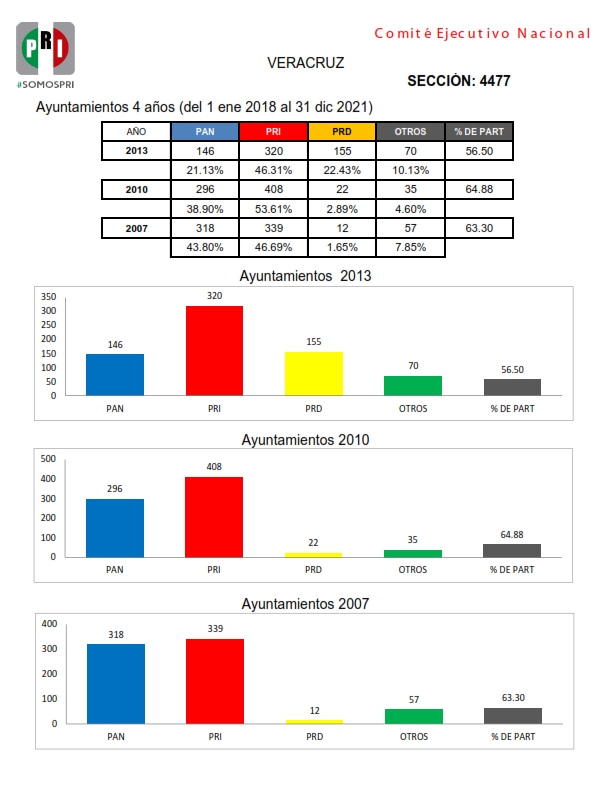 Comité Ejecutivo Nacional
PRI
#SOMOSPRI
VERACRUZ
SECCIÓN: 4477
Ayuntamientos 4 años (del 1 ene 2018 al 31 dic 2021)
AÑO PAN PRI PRD OTROS % DE PART
2013 146 320 155 70 56.50
21.13% 46.31% 22.43% 10.13%
2010 296 408 22 35 64.88
38.90% 53.61% 2.89% 4.60%
2007 318 339 12 57 63.30
43.80% 46.69% 1.65% 7.85%
Ayuntamientos 2013
350
300
250
200
150
100
50
0
146 320 155 70 56.50
PAN PRI PRD OTROS % DE PART
Ayuntamientos 2010
500
400
300
200
100
0
296 408 22 35 64.88
PAN PRI PRD OTROS % DE PART
Ayuntamientos 2007
400
300
200
100
0
318 339 12 57 63.30
PAN PRI PRD OTROS % DE PART